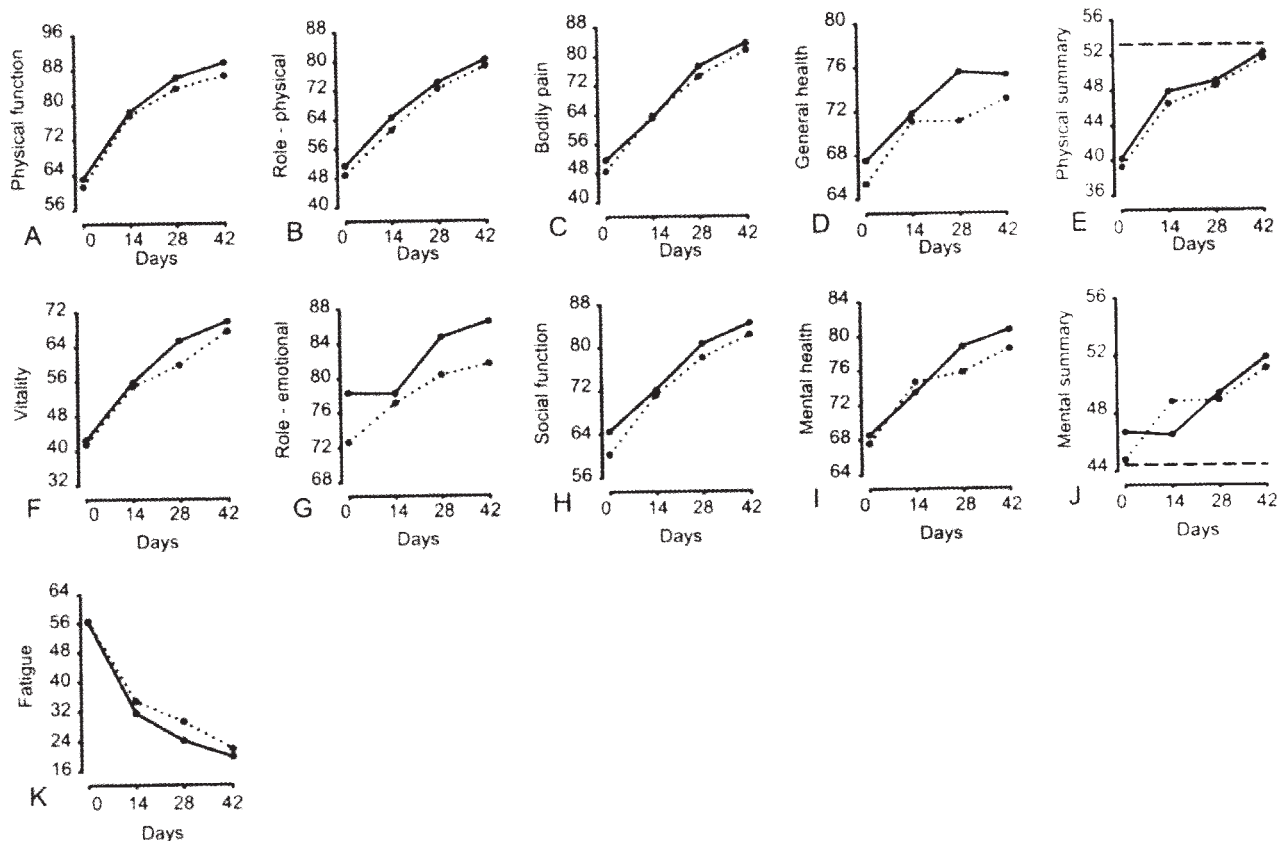 Physical function
96
88
80
72
64
56
A
0 14 28 42
Days
Role - physical
88
80
72
64
56
48
40
B
0 14 28 42
Days
Bodily pain
88
80
72
64
56
48
40
C
0 14 28 42
Days
General health
80
76
72
68
64
D
0 14 28 42
Days
Physical summary
56
52
48
44
40
36
E
0 14 28 42
Days
Vitality
72
64
56
48
40
32
F
0 14 28 42
Days
Role - emotional
88
84
80
76
72
68
G
0 14 28 42
Days
Social function
88
80
72
64
56
H
0 14 28 42
Days
Mental health
84
80
76
72
68
64
I
0 14 28 42
Days
Mental summary
56
52
48
44
J
0 14 28 42
Days
Fatigue
64
56
48
40
32
24
16
K
0 14 28 42
Days